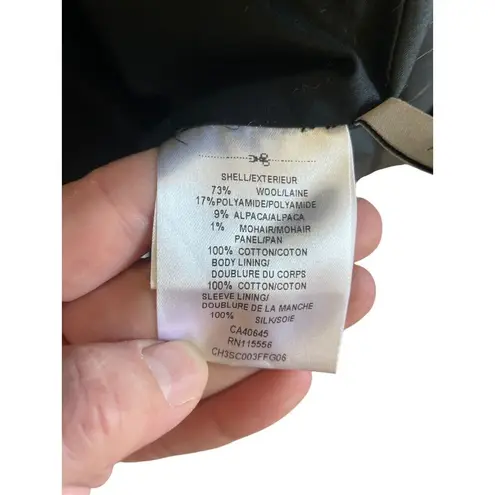 SHELL/EXTERIEUR
73% WOOL/LAINE
17%POLYAMIDE/POLYAMIDE
9% ALPACA/ALPACA
1% MOHAIR/MOHAIR
PANEL/PAN
100% COTTON/COTON
BODY LINING/
DOUBLURE DU CORPS
100% COTTON/COTON
SLEEVE LINING/
DOUBLURE DE LA MANCHE
100% SILK/SOIE
CA40645
RN115556
CH3SC003FFG06